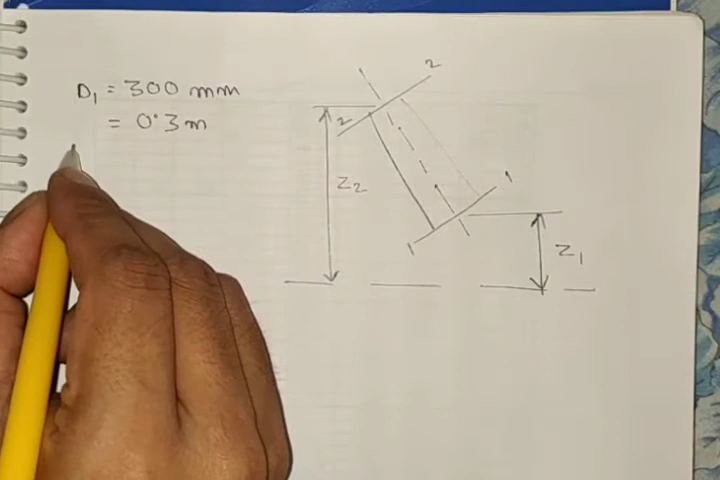 D₁ = 300 mm
= 0.3 m
2
2
Z₂
1
1
Z₁